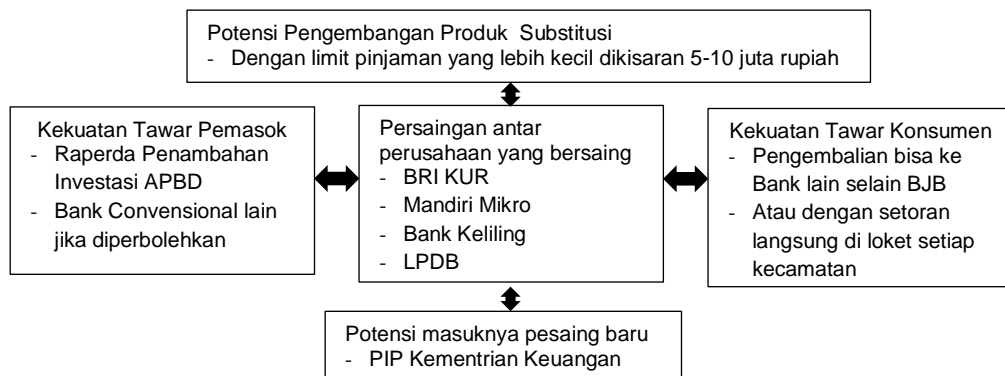 Potensi Pengembangan Produk Substitusi
- Dengan limit pinjaman yang lebih kecil dikisaran 5-10 juta rupiah
Kekuatan Tawar Pemasok
- Raperda Penambahan
Investasi APBD
- Bank Convensional lain
jika diperbolehkan
Persaingan antar
perusahaan yang bersaing
- BRI KUR
- Mandiri Mikro
- Bank Keliling
- LPDB
Kekuatan Tawar Konsumen
- Pengembalian bisa ke
Bank lain selain BJB
- Atau dengan setoran
langsung di loket setiap
kecamatan
Potensi masuknya pesaing baru
- PIP Kementrian Keuangan